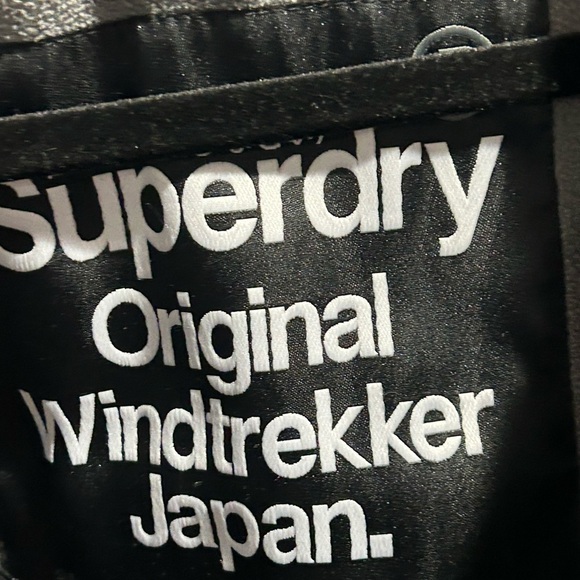 Superdry
Original
Windtrekker
Japan.